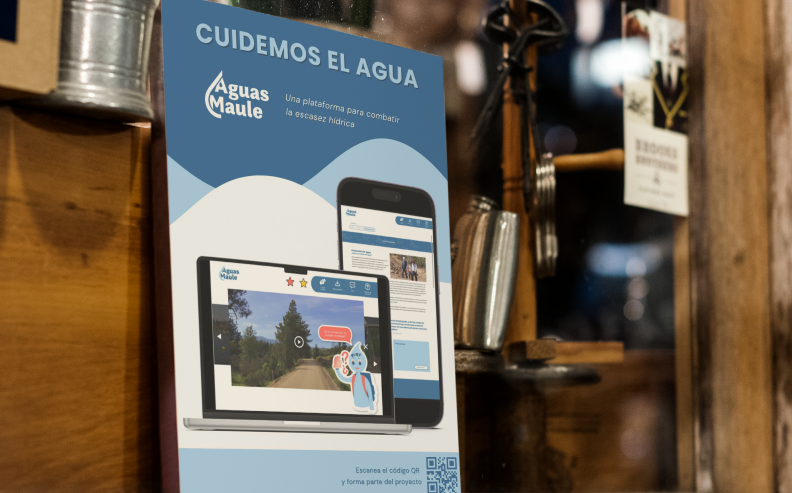 CUIDEMOS EL AGUA
Aguas
Maule
Una plataforma para combatir
la escasez hídrica
Aguas
Maule
Aguas
Maule
Escanea el código QR
y forma parte del proyecto
BROOKS
BROTHERS